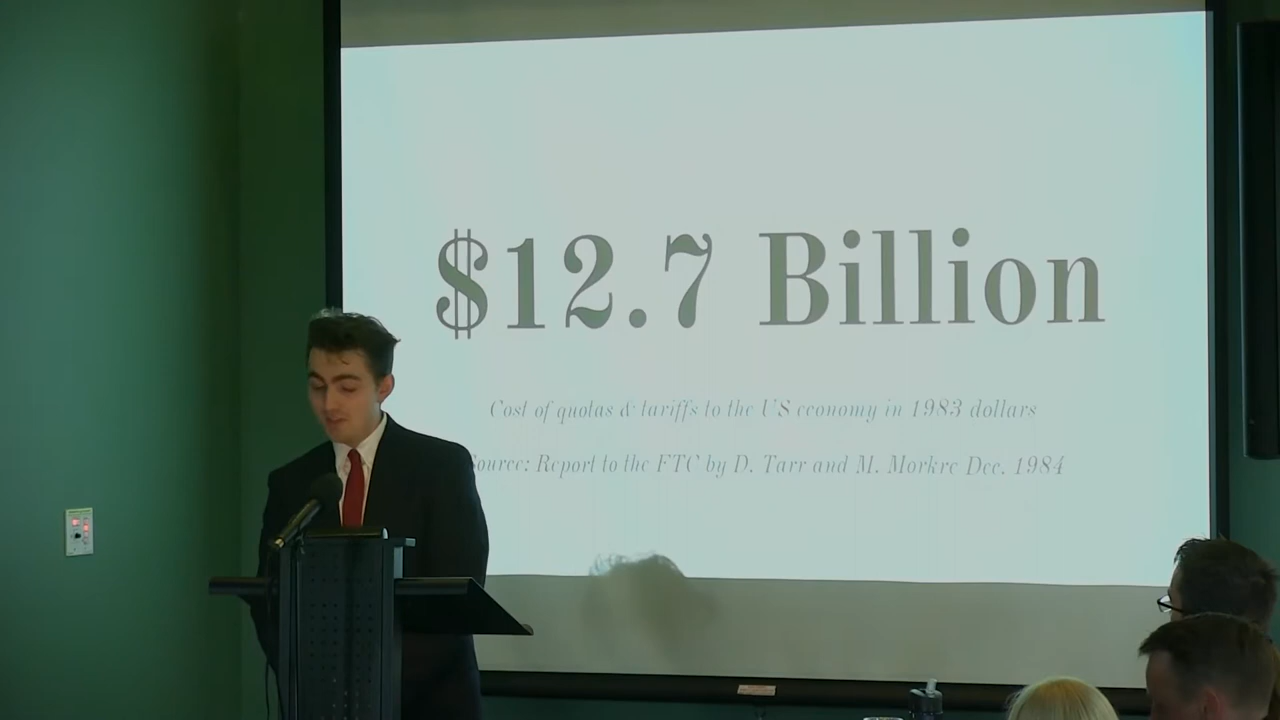 $12.7 Billion
Cost of quotas & tariffs to the US economy in 1983 dollars
Source: Report to the FTC by D. Tarr and M. Morkre Dec. 1984